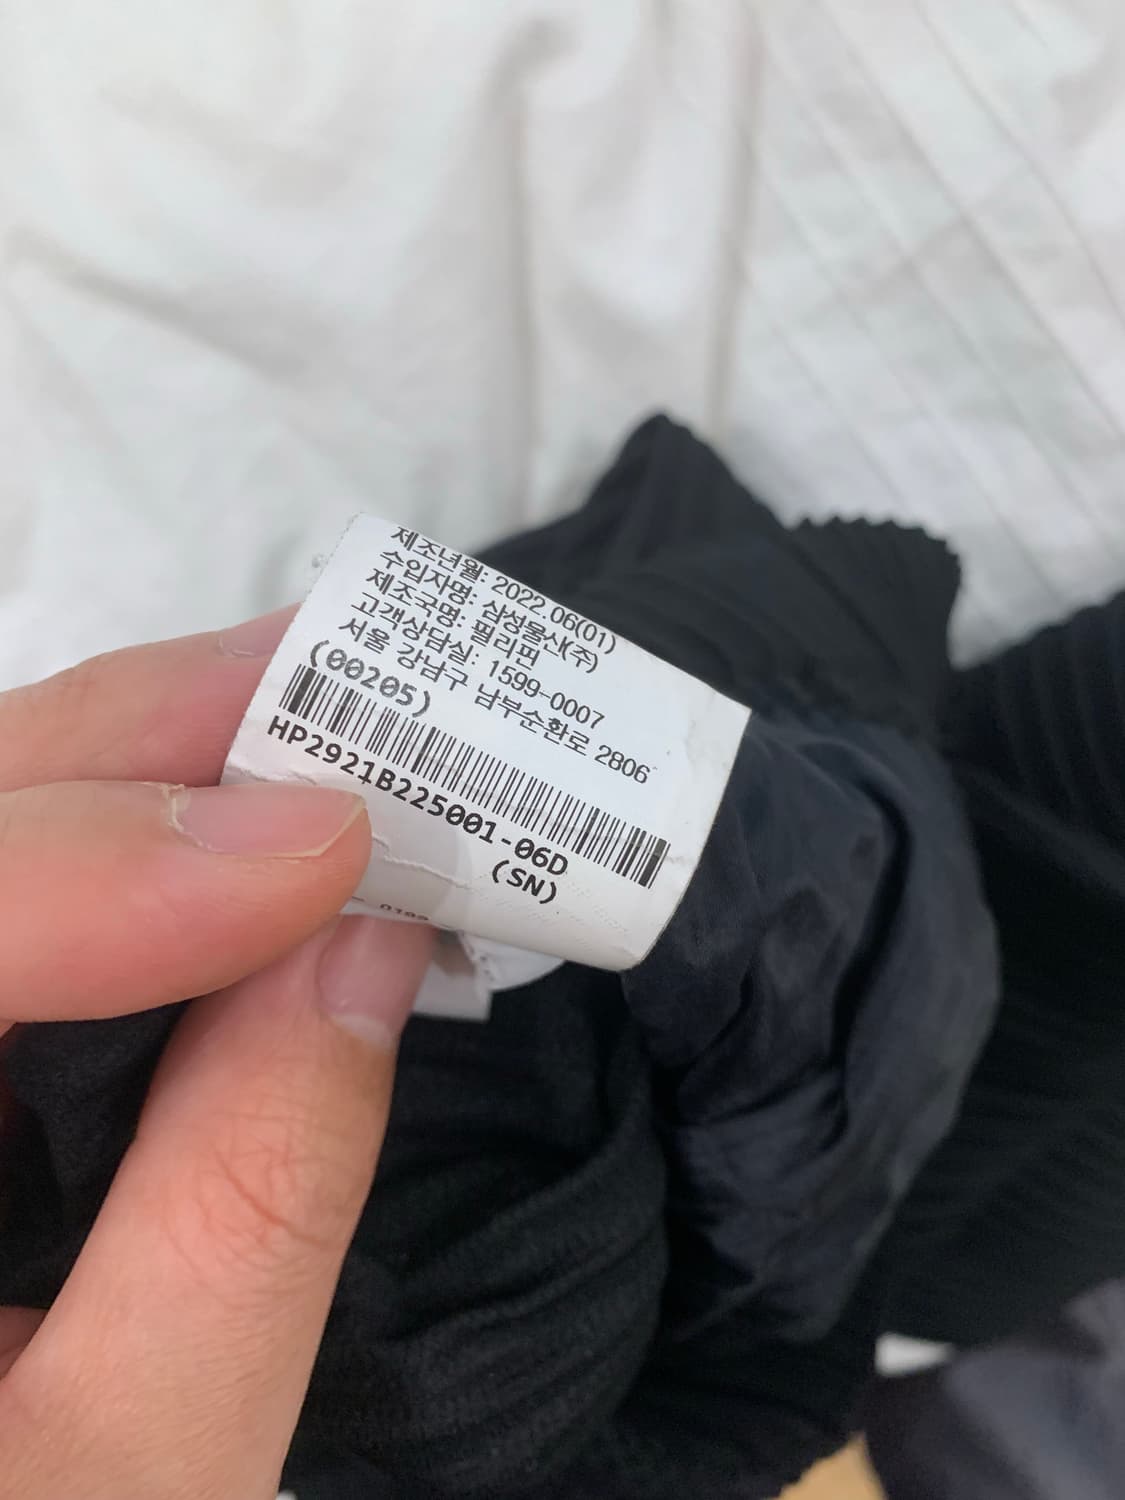 제조년월: 2022.06(01)
수입자명: 삼성물산(주)
제조국명: 필리핀
고객상담실: 1599-0007
서울 강남구 남부순환로 2806
(00205)
HP2921B225001-06D
(SN)